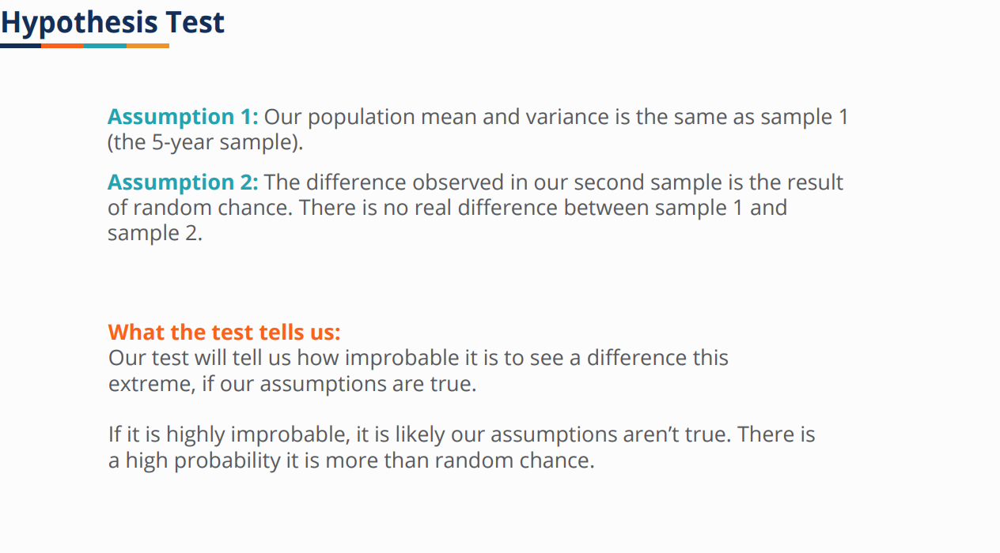 Hypothesis Test
Assumption 1: Our population mean and variance is the same as sample 1
(the 5-year sample).
Assumption 2: The difference observed in our second sample is the result
of random chance. There is no real difference between sample 1 and
sample 2.
What the test tells us:
Our test will tell us how improbable it is to see a difference this
extreme, if our assumptions are true.
If it is highly improbable, it is likely our assumptions aren’t true. There is
a high probability it is more than random chance.